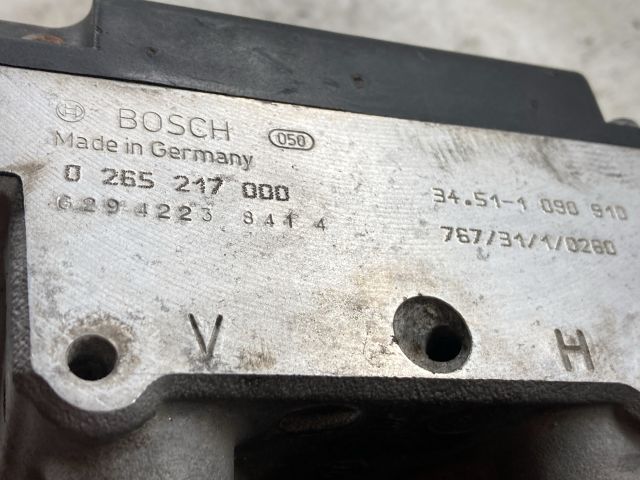 BOSCH 050
Made in Germany
0 265 217 000
34.51-1 090 910
G294223 8414
767/31/1/0280
V
H